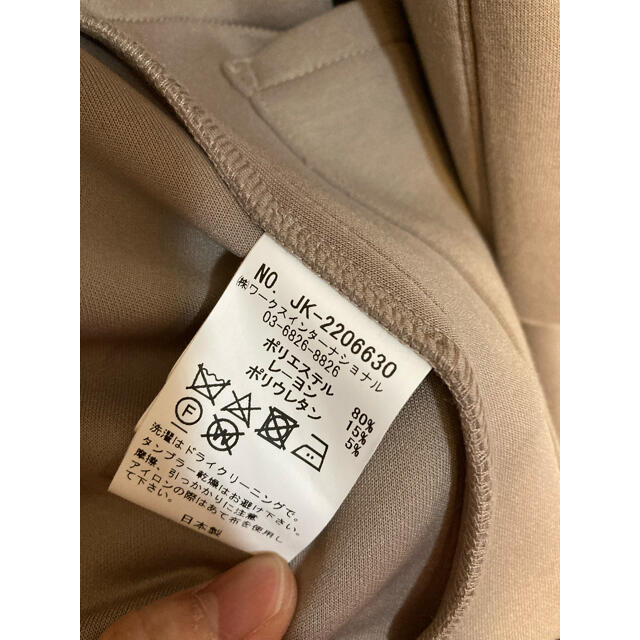 NO. JK-2206630
㈱ワークスインターナショナル
03-6826-8826
ポリエステル 80%
レーヨン 15%
ポリウレタン 5%
F W
洗濯はドライクリーニングで。
タンブラー乾燥はお避け下さい。
摩擦、引っかかりに注意
アイロンの際はあて布を使用し
て下さい。
日本製